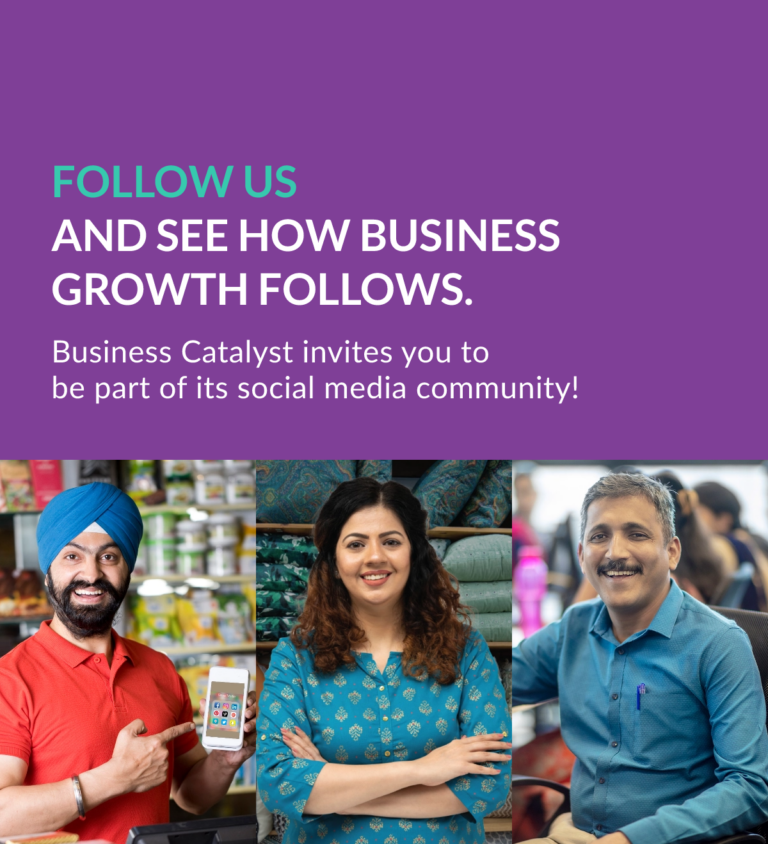 FOLLOW US
AND SEE HOW BUSINESS
GROWTH FOLLOWS.
Business Catalyst invites you to
be part of its social media community!